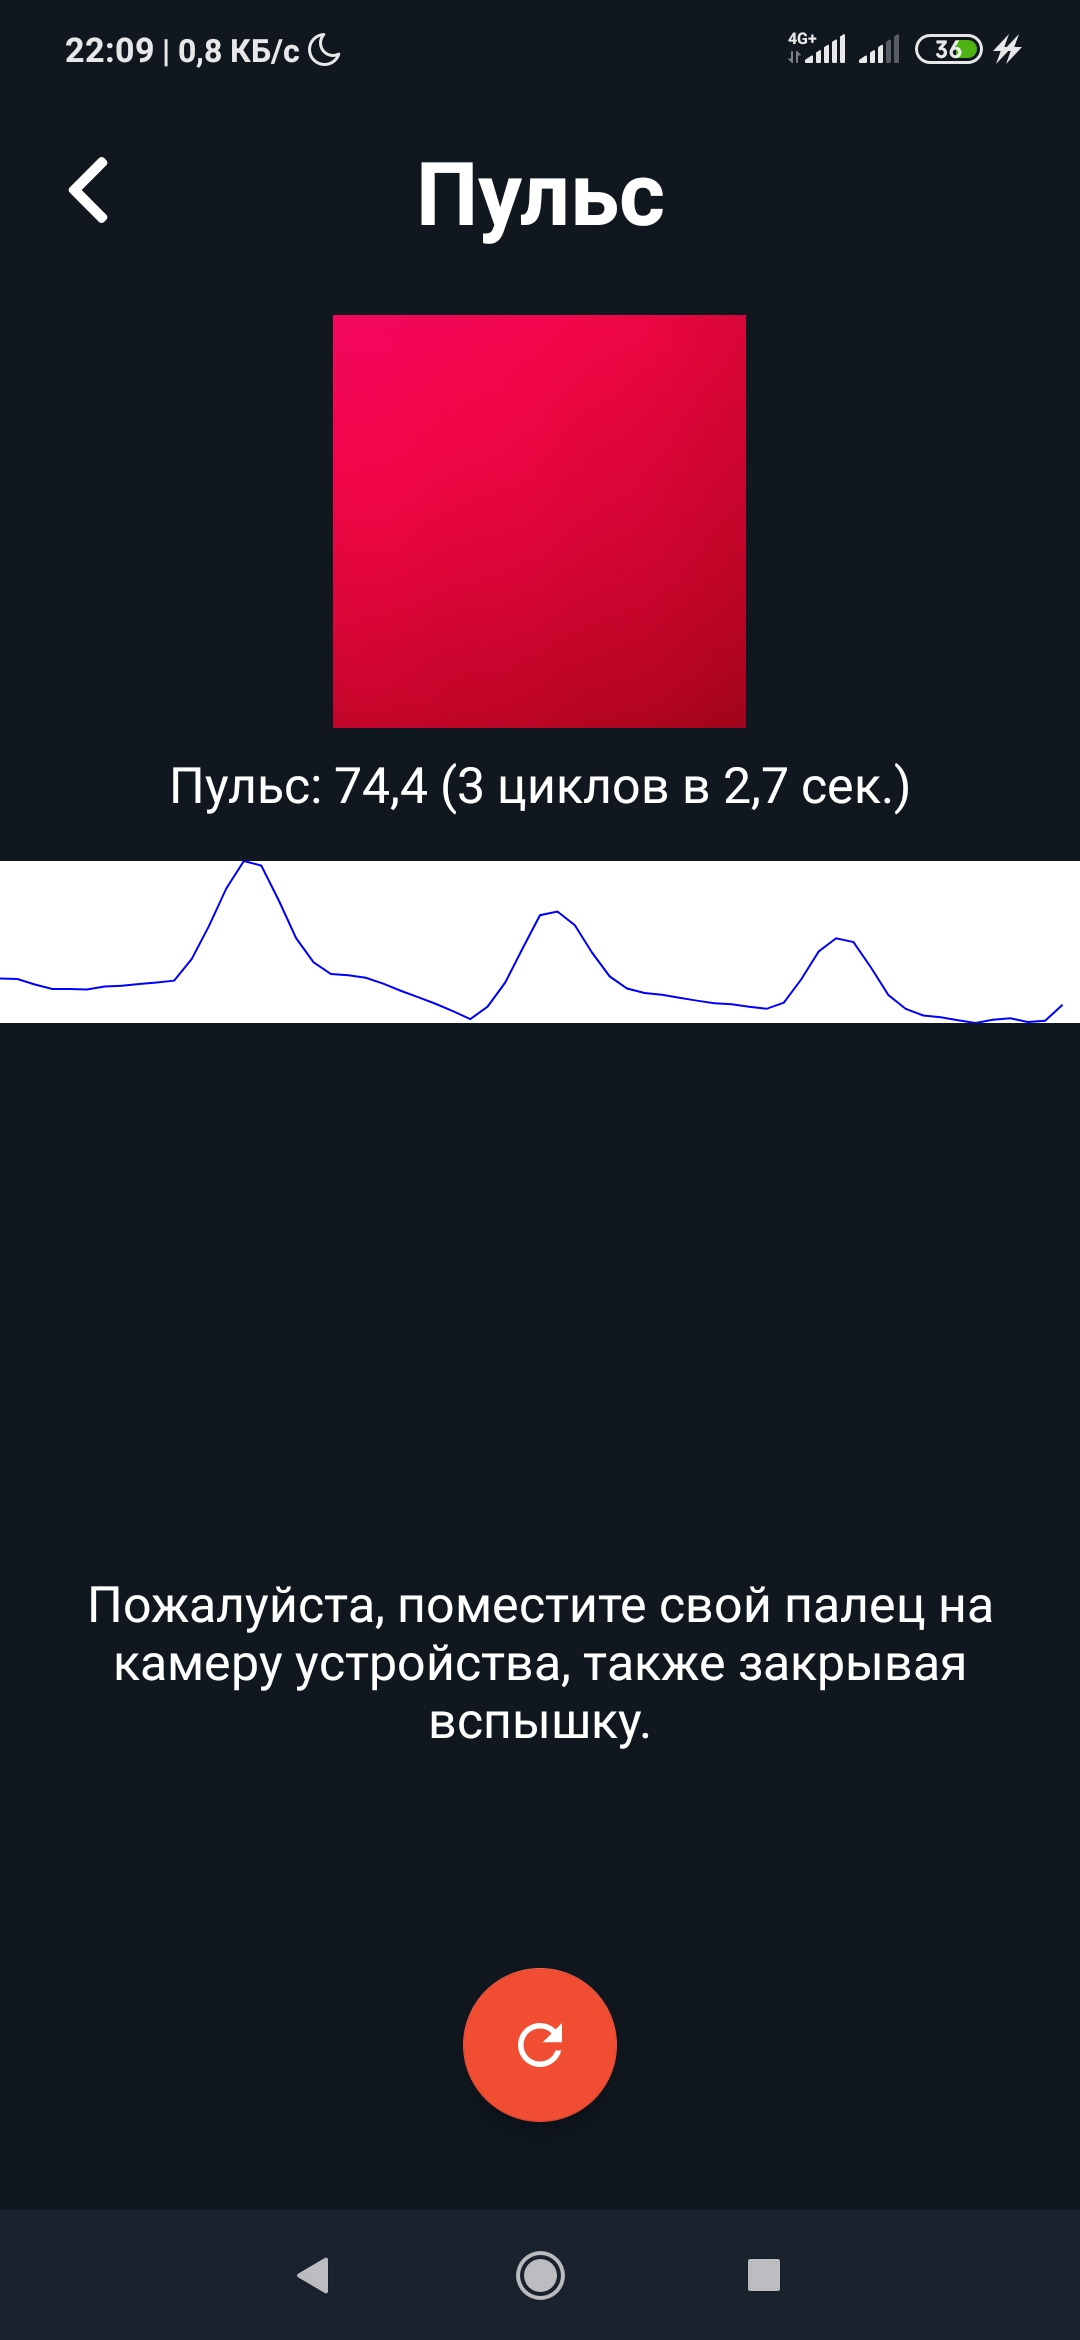 22:09 | 0,8 КБ/с
4G+
36
Пульс
Пульс: 74,4 (3 циклов в 2,7 сек.)
Пожалуйста, поместите свой палец на
камеру устройства, также закрывая
вспышку.